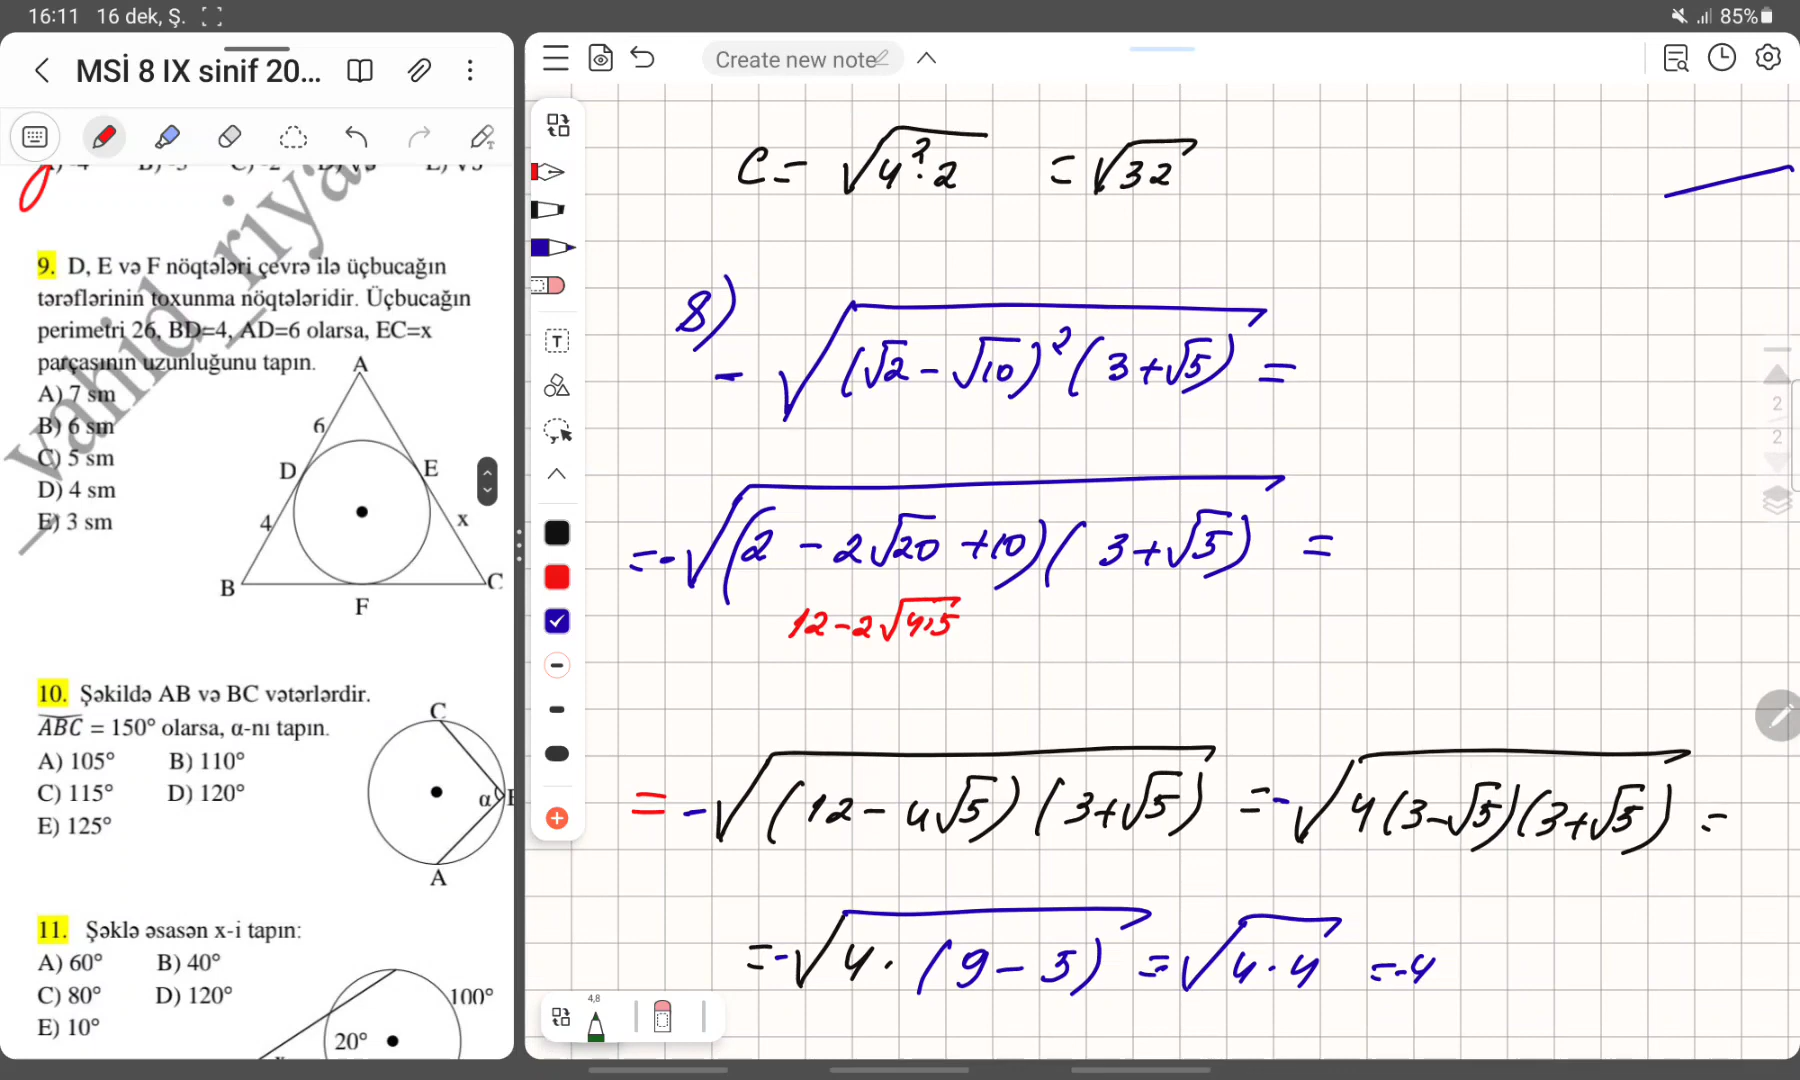 16:11 16 dek, Ş.
85%
MSİ 8 IX sinif 20...
Create new note
_vahid_riya
9. D, E və F nöqtələri çevrə ilə üçbucağın
tərəflərinin toxunma nöqtələridir. Üçbucağın
perimetri 26, BD=4, AD=6 olarsa, EC=x
parçasının uzunluğunu tapın.
A) 7 sm
B) 6 sm
C) 5 sm
D) 4 sm
E) 3 sm
A
6
D
E
4
x
B
C
F
10. Şəkildə AB və BC vətərlərdir.
ABC = 150° olarsa, α-nı tapın.
A) 105° B) 110°
C) 115° D) 120°
E) 125°
C
α
A
11. Şəklə əsasən x-i tapın:
A) 60° B) 40°
C) 80° D) 120°
E) 10°
100°
20°
C = √4²·2 = √32
8)
- √(√2 - √10)² (3+√5) =
= -√(2 - 2√20 + 10)(3+√5) =
12-2√4·5
= -√(12 - 4√5)(3+√5) = -√4(3-√5)(3+√5) =
= -√4·(9-5) = √4·4 = -4
T
2
2
4,8